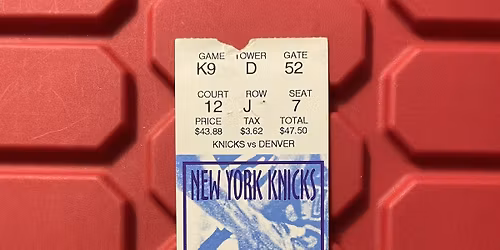 GAME TOWER GATE
K9 D 52
COURT ROW SEAT
12 J 7
PRICE TAX TOTAL
$43.88 $3.62 $47.50
KNICKS vs DENVER
NEW YORK KNICKS